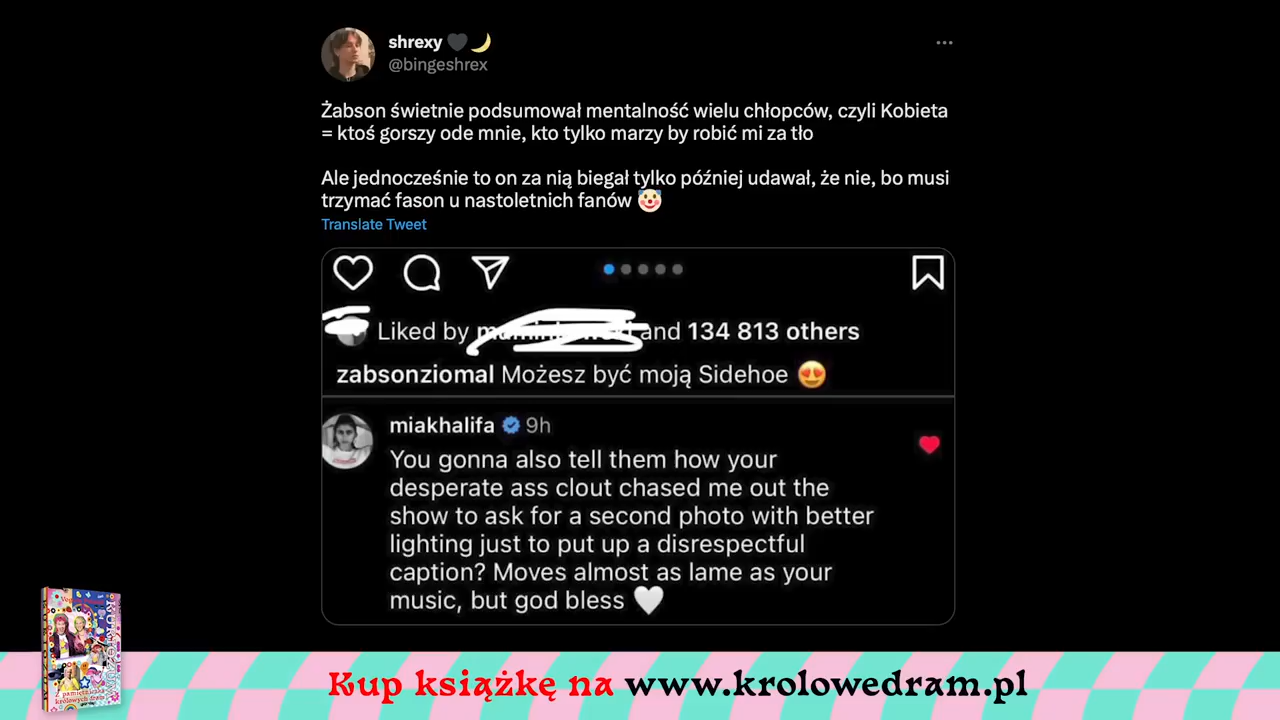 shrexy 🖤🌙
@bingeshrex
Żabson świetnie podsumował mentalność wielu chłopców, czyli Kobieta
= ktoś gorszy ode mnie, kto tylko marzy by robić mi za tło
Ale jednocześnie to on za nią biegał tylko później udawał, że nie, bo musi
trzymać fason u nastoletnich fanów 🤡
Translate Tweet
Liked by and 134 813 others
zabsonziomal Możesz być moją Sidehoe 😍
miakhalifa 9h
You gonna also tell them how your
desperate ass clout chased me out the
show to ask for a second photo with better
lighting just to put up a disrespectful
caption? Moves almost as lame as your
music, but god bless 🤍
Kup książkę na www.krolowedram.pl